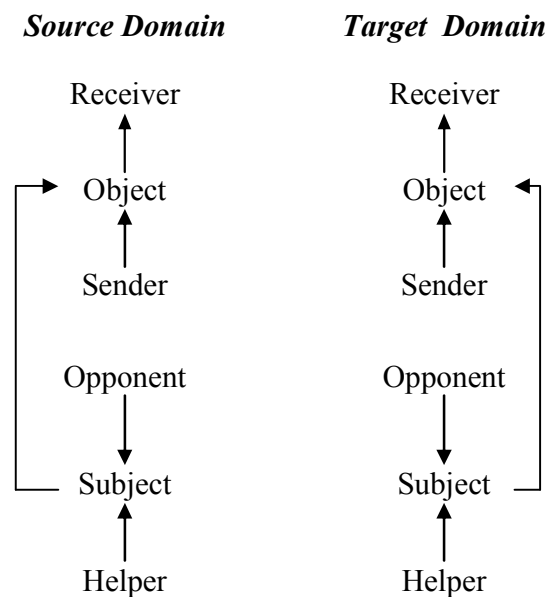 Source Domain Target Domain
Receiver Receiver
Object Object
Sender Sender
Opponent Opponent
Subject Subject
Helper Helper